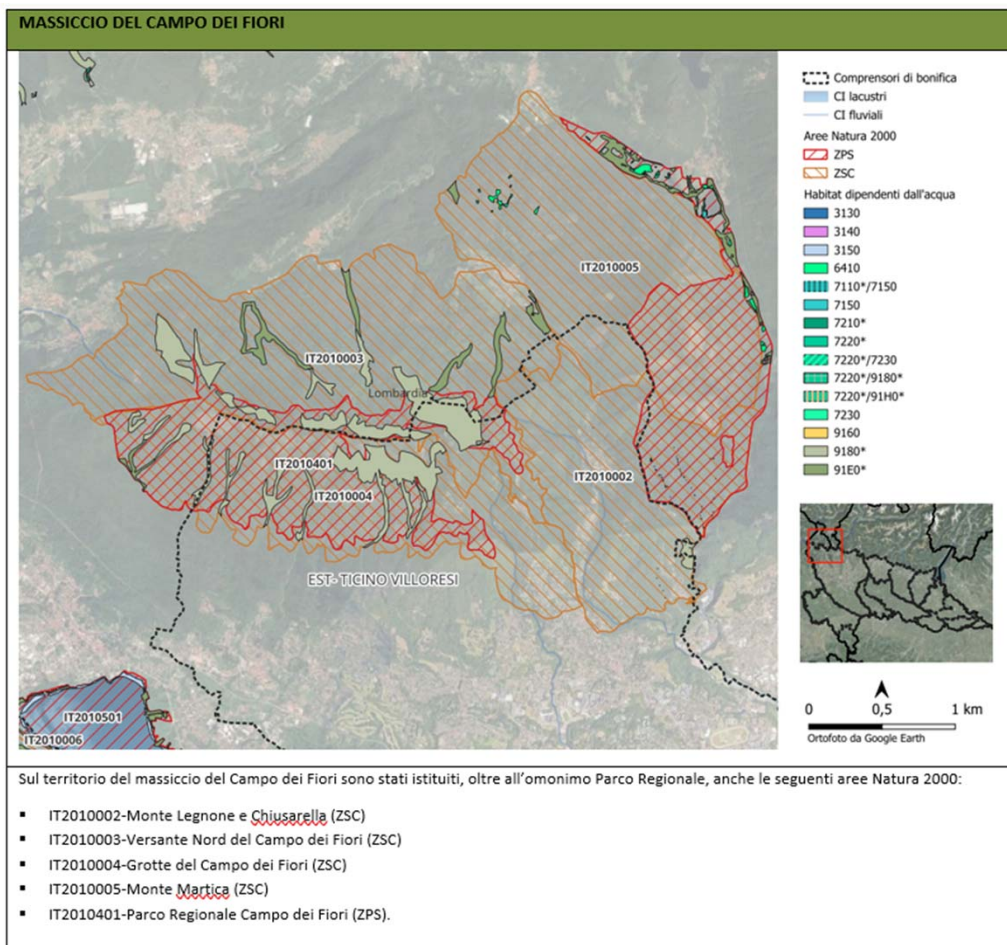 MASSICCIO DEL CAMPO DEI FIORI
Comprensori di bonifica
CI lacustri
CI fluviali
Aree Natura 2000
ZPS
ZSC
Habitat dipendenti dall'acqua
3130
3140
3150
6410
7110*/7150
7150
7210*
7220*
7220*/7230
7220*/9180*
7220*/91H0*
7230
9160
9180*
91E0*
IT2010005
IT2010003
Lombardia
IT2010401
IT2010004
IT2010002
EST- TICINO VILLORESI
IT2010501
IT2010006
0 0,5 1 km
Ortofoto da Google Earth
Sul territorio del massiccio del Campo dei Fiori sono stati istituiti, oltre all'omonimo Parco Regionale, anche le seguenti aree Natura 2000:
▪ IT2010002-Monte Legnone e Chiusarella (ZSC)
▪ IT2010003-Versante Nord del Campo dei Fiori (ZSC)
▪ IT2010004-Grotte del Campo dei Fiori (ZSC)
▪ IT2010005-Monte Martica (ZSC)
▪ IT2010401-Parco Regionale Campo dei Fiori (ZPS).